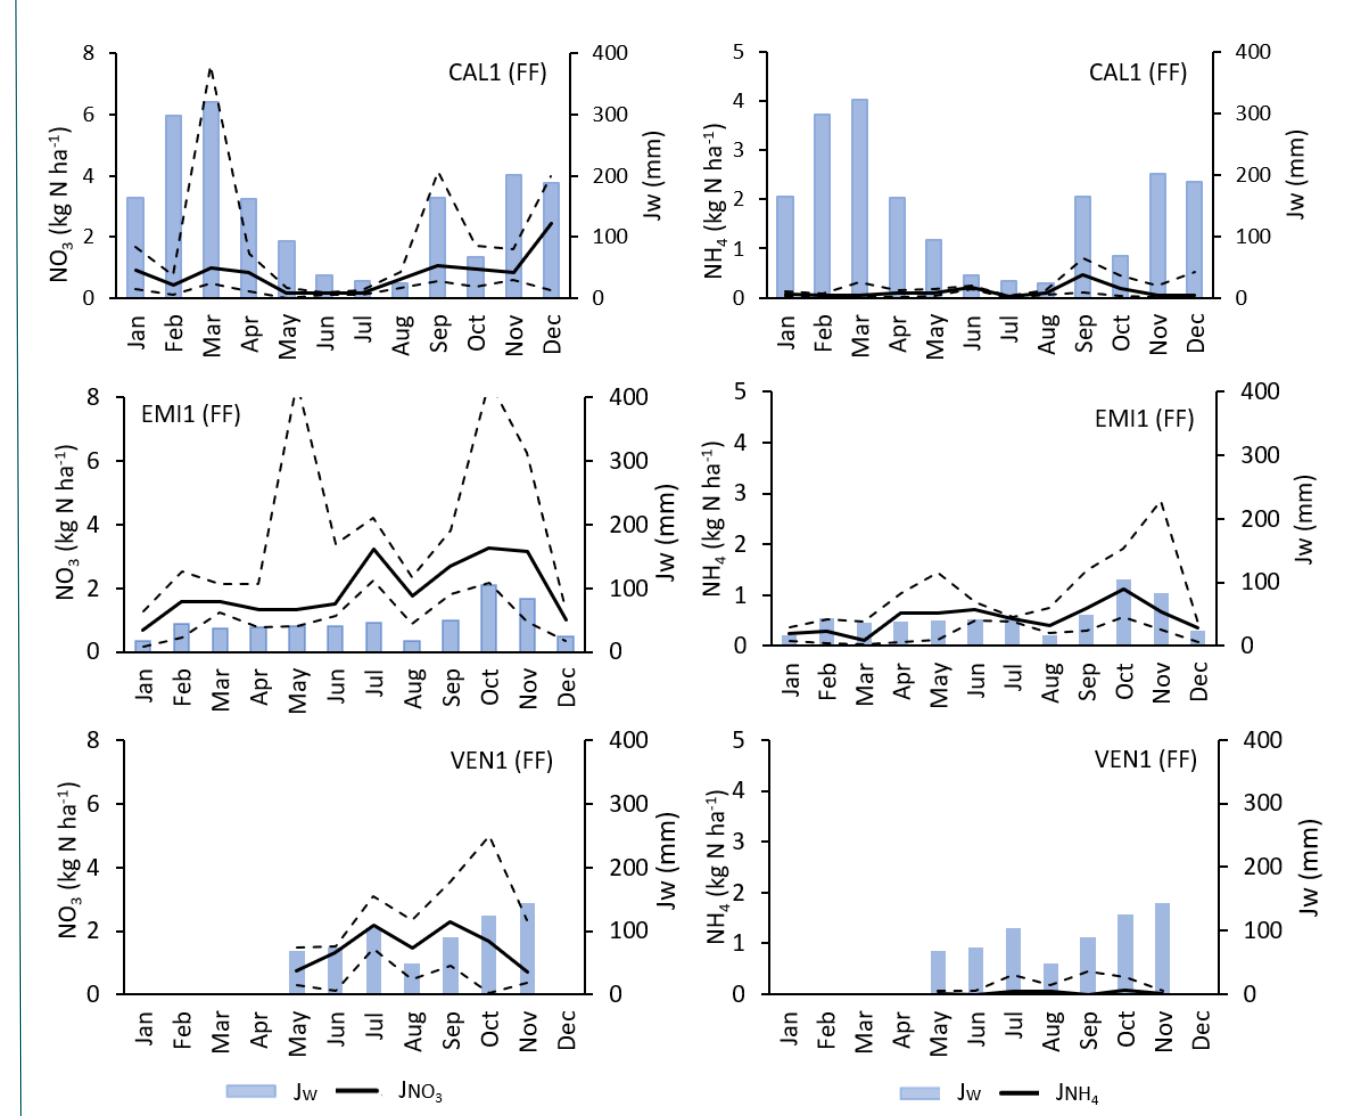 CAL1 (FF)
NO3 (kg N ha-1)
8
6
4
2
0
400
300
200
100
0
Jw (mm)
Jan Feb Mar Apr May Jun Jul Aug Sep Oct Nov Dec
CAL1 (FF)
NH4 (kg N ha-1)
5
4
3
2
1
0
400
300
200
100
0
Jw (mm)
Jan Feb Mar Apr May Jun Jul Aug Sep Oct Nov Dec
EMI1 (FF)
NO3 (kg N ha-1)
8
6
4
2
0
400
300
200
100
0
Jw (mm)
Jan Feb Mar Apr May Jun Jul Aug Sep Oct Nov Dec
EMI1 (FF)
NH4 (kg N ha-1)
5
4
3
2
1
0
400
300
200
100
0
Jw (mm)
Jan Feb Mar Apr May Jun Jul Aug Sep Oct Nov Dec
VEN1 (FF)
NO3 (kg N ha-1)
8
6
4
2
0
400
300
200
100
0
Jw (mm)
Jan Feb Mar Apr May Jun Jul Aug Sep Oct Nov Dec
VEN1 (FF)
NH4 (kg N ha-1)
5
4
3
2
1
0
400
300
200
100
0
Jw (mm)
Jan Feb Mar Apr May Jun Jul Aug Sep Oct Nov Dec
Jw JNO3
Jw JNH4